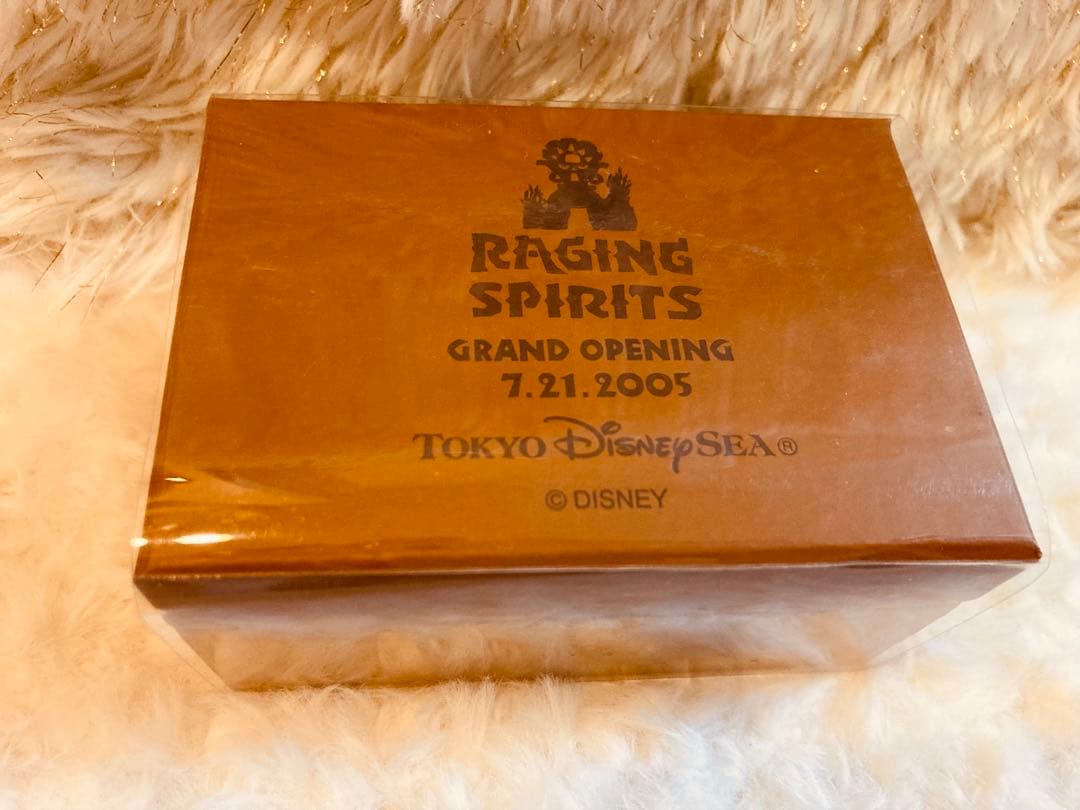 RAGING
SPIRITS
GRAND OPENING
7.21.2005
TOKYO DISNEYSEA®
© DISNEY